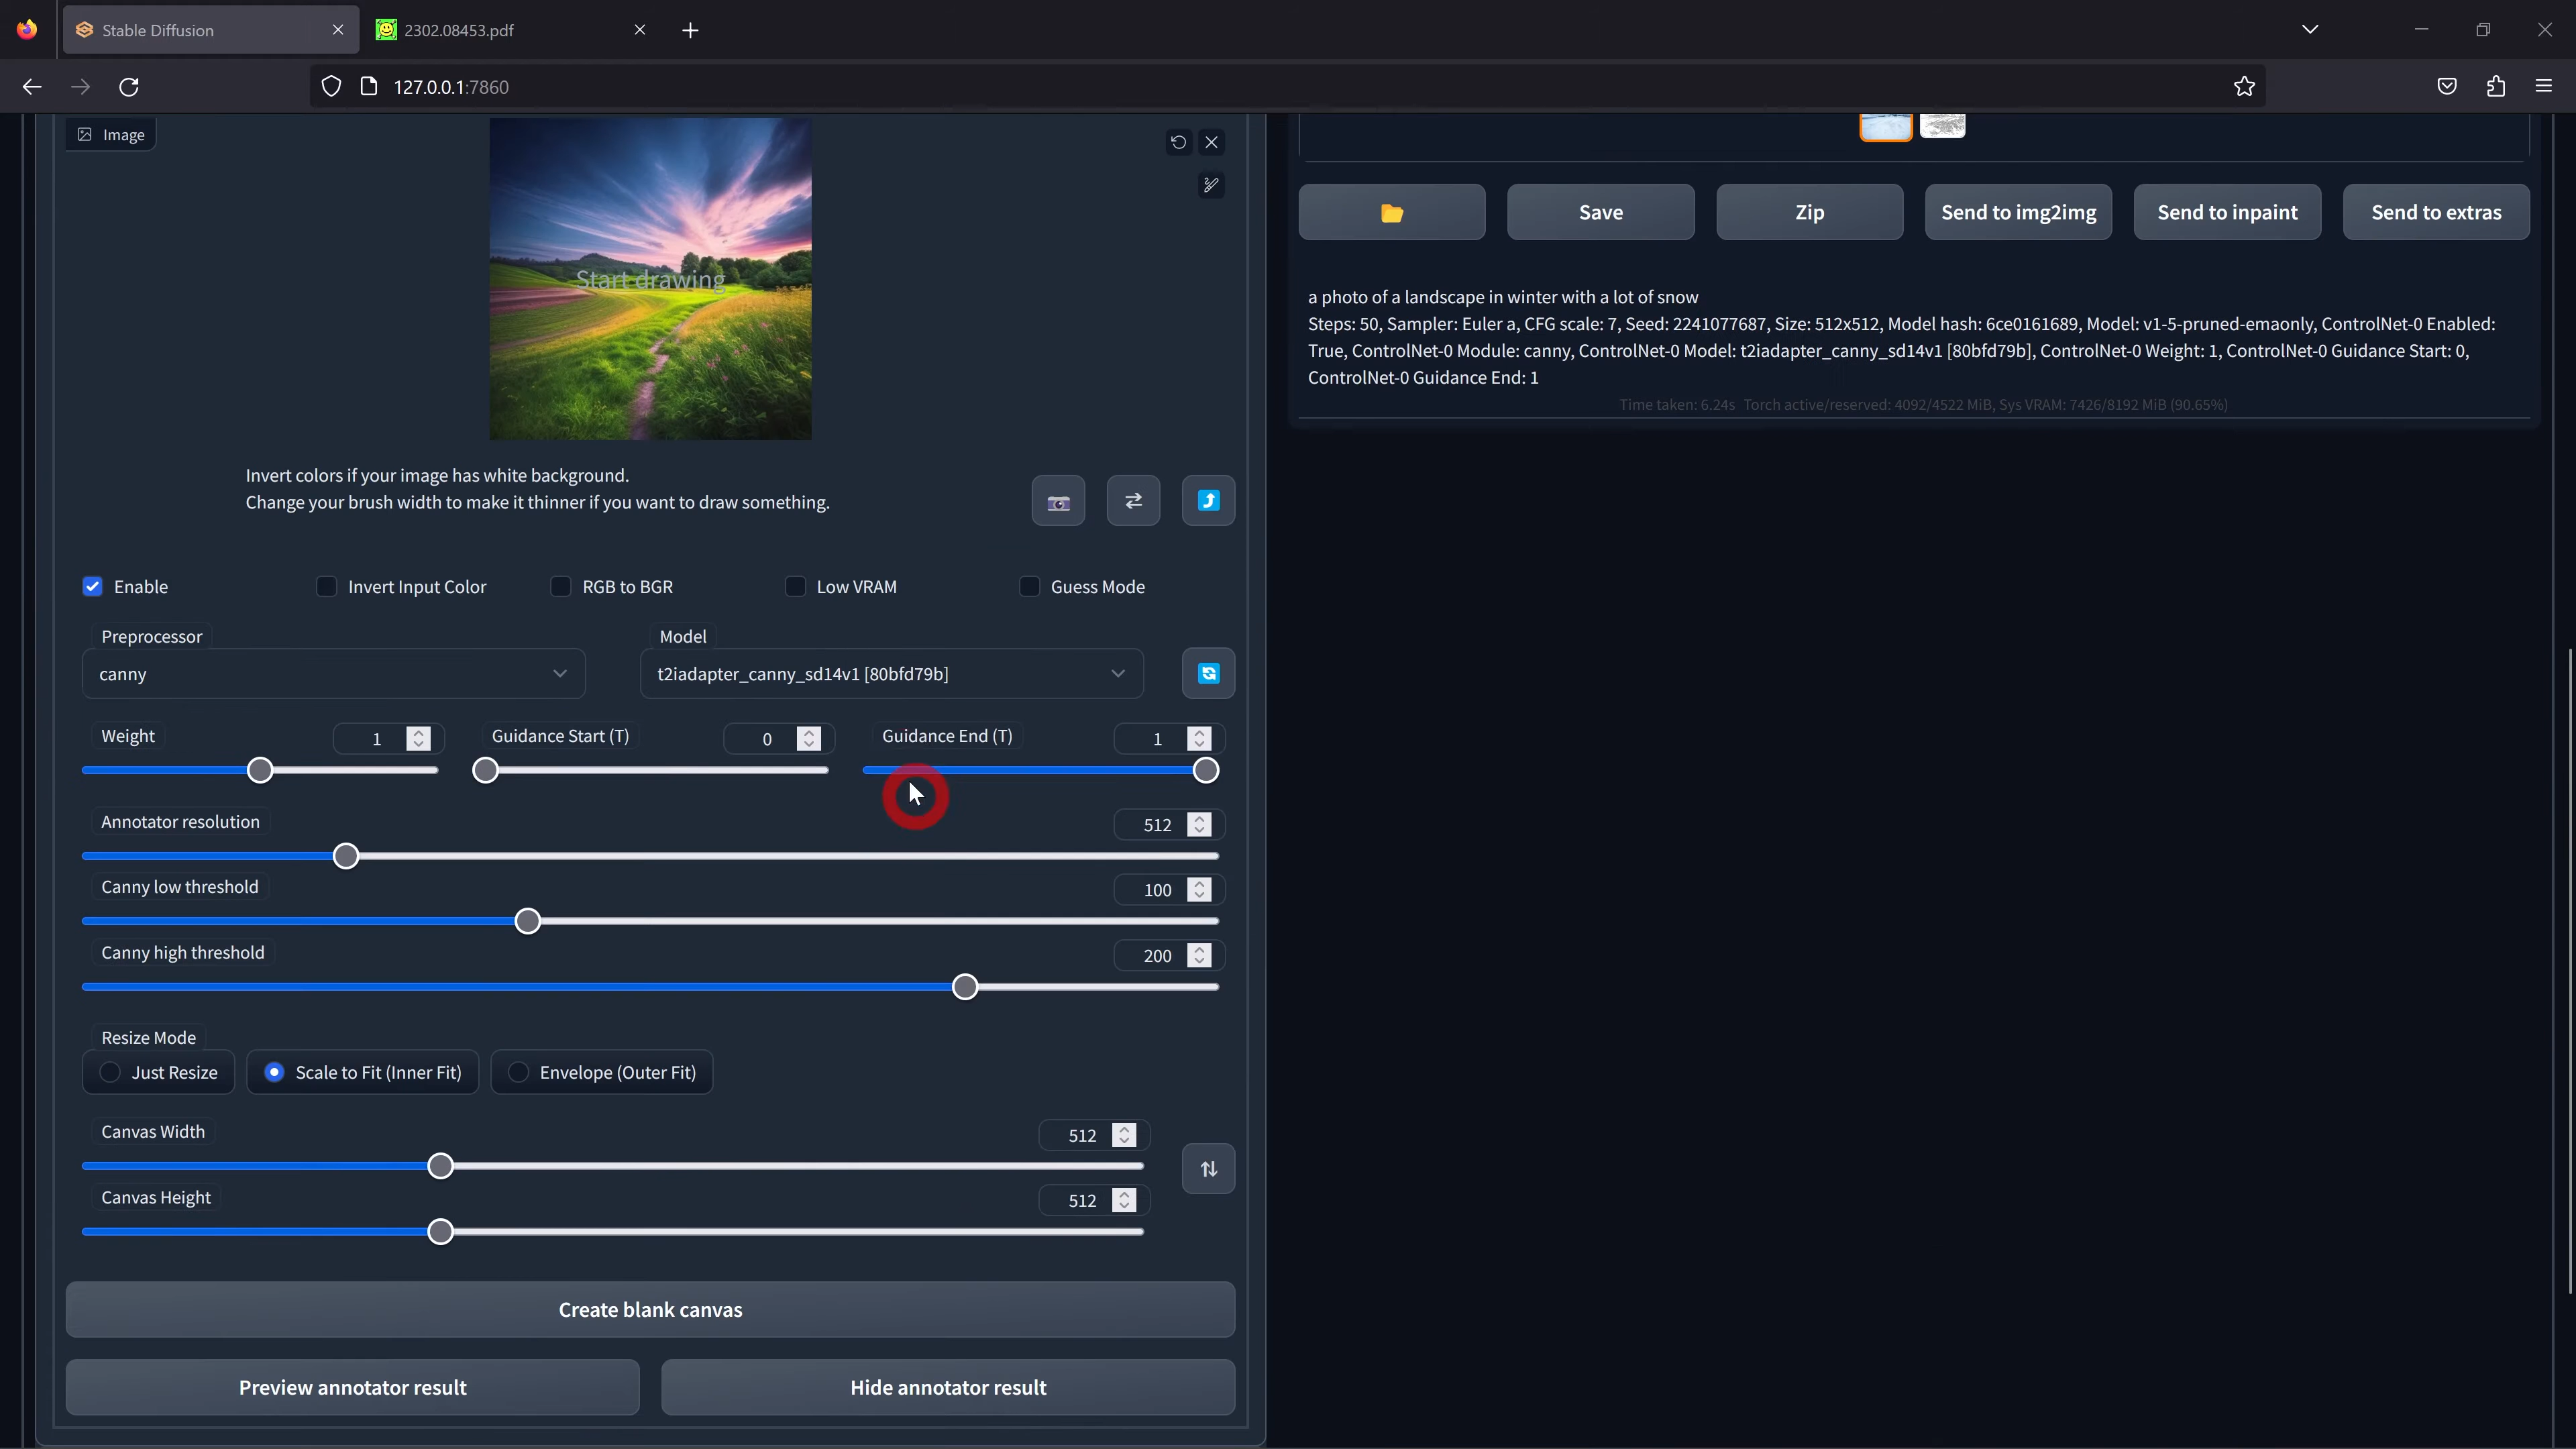 Stable Diffusion
2302.08453.pdf
127.0.0.1:7860
Image
Start drawing
Invert colors if your image has white background.
Change your brush width to make it thinner if you want to draw something.
Enable
Invert Input Color
RGB to BGR
Low VRAM
Guess Mode
Preprocessor
Model
canny
t2iadapter_canny_sd14v1 [80bfd79b]
Weight
1
Guidance Start (T)
0
Guidance End (T)
1
Annotator resolution
512
Canny low threshold
100
Canny high threshold
200
Resize Mode
Just Resize
Scale to Fit (Inner Fit)
Envelope (Outer Fit)
Canvas Width
512
Canvas Height
512
Create blank canvas
Preview annotator result
Hide annotator result
Save
Zip
Send to img2img
Send to inpaint
Send to extras
a photo of a landscape in winter with a lot of snow
Steps: 50, Sampler: Euler a, CFG scale: 7, Seed: 2241077687, Size: 512x512, Model hash: 6ce0161689, Model: v1-5-pruned-emaonly, ControlNet-0 Enabled:
True, ControlNet-0 Module: canny, ControlNet-0 Model: t2iadapter_canny_sd14v1 [80bfd79b], ControlNet-0 Weight: 1, ControlNet-0 Guidance Start: 0,
ControlNet-0 Guidance End: 1
Time taken: 6.24s Torch active/reserved: 4092/4522 MiB, Sys VRAM: 7426/8192 MiB (90.65%)